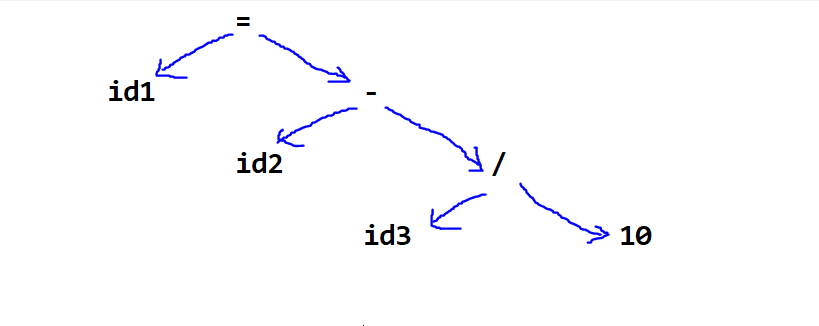 =
id1
-
id2
/
id3 10